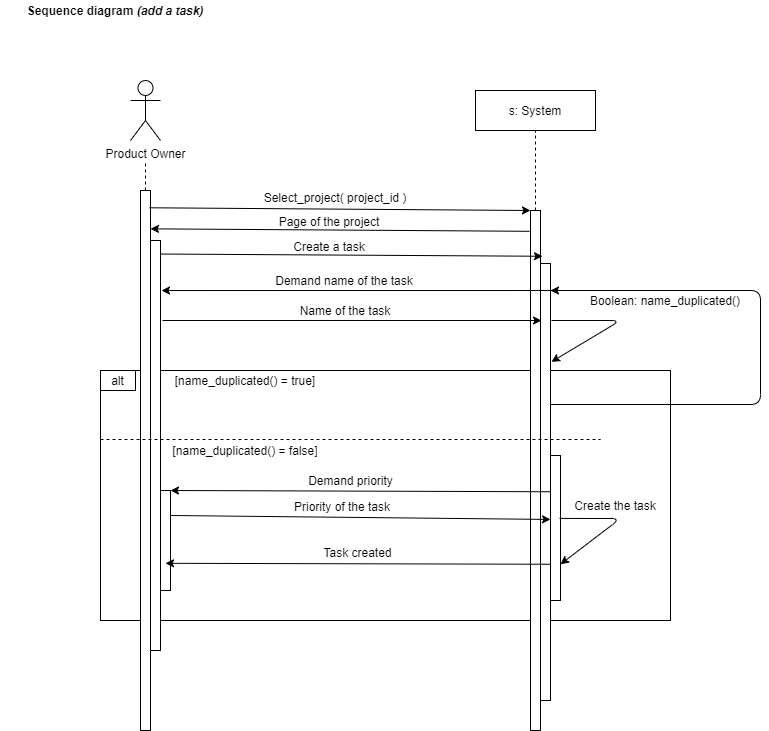 Sequence diagram (add a task)
Product Owner
s: System
Select_project( project_id )
Page of the project
Create a task
Demand name of the task
Boolean: name_duplicated()
Name of the task
alt
[name_duplicated() = true]
[name_duplicated() = false]
Demand priority
Priority of the task
Create the task
Task created